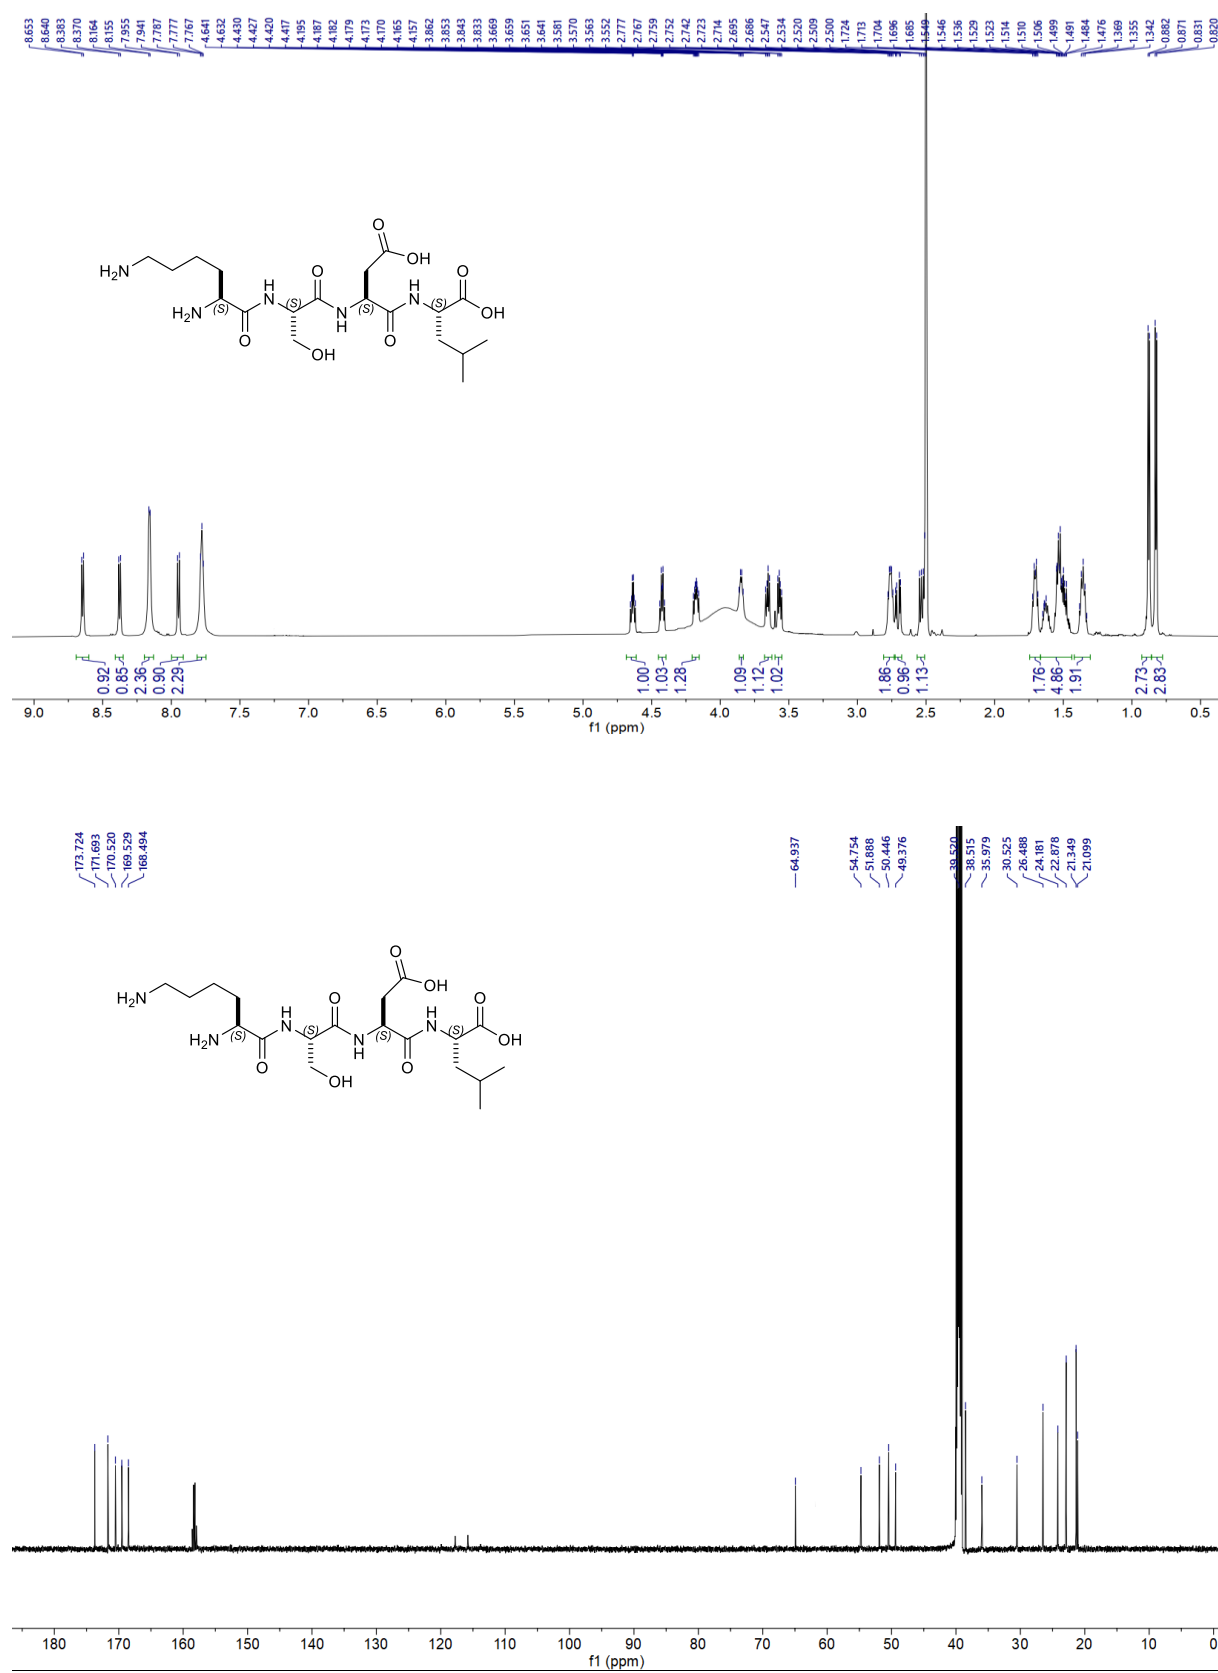 8.653 8.640 8.383 8.370 8.164 8.155 7.955 7.941 7.787 7.777 7.767 4.641 4.632 4.430 4.427 4.420 4.417 4.195 4.187 4.182 4.179 4.173 4.170 4.165 4.157 3.862 3.853 3.843 3.833 3.669 3.659 3.651 3.641 3.581 3.570 3.563 3.552 2.777 2.767 2.759 2.752 2.742 2.723 2.714 2.695 2.686 2.547 2.534 2.520 2.509 2.500 1.724 1.713 1.704 1.696 1.685 1.549 1.546 1.536 1.529 1.523 1.514 1.510 1.506 1.499 1.491 1.484 1.476 1.369 1.355 1.342 0.882 0.871 0.831 0.820
O
OH
H2N
H
N
O
H
N
O
(S)
(S)
(S)
(S)
OH
H2N
O
N
H
O
OH
0.92 0.85 2.36 0.90 2.29 1.00 1.03 1.28 1.09 1.12 1.02 1.86 0.96 1.13 1.76 4.86 1.91 2.73 2.83
9.0 8.5 8.0 7.5 7.0 6.5 6.0 5.5 5.0 4.5 4.0 3.5 3.0 2.5 2.0 1.5 1.0 0.5
f1 (ppm)
173.724 171.693 170.520 169.529 168.494 64.937 54.754 51.888 50.446 49.376 39.520 38.515 35.979 30.525 26.488 24.181 22.878 21.349 21.099
O
OH
H2N
H
N
O
H
N
O
(S)
(S)
(S)
(S)
OH
H2N
O
N
H
O
OH
180 170 160 150 140 130 120 110 100 90 80 70 60 50 40 30 20 10 0
f1 (ppm)